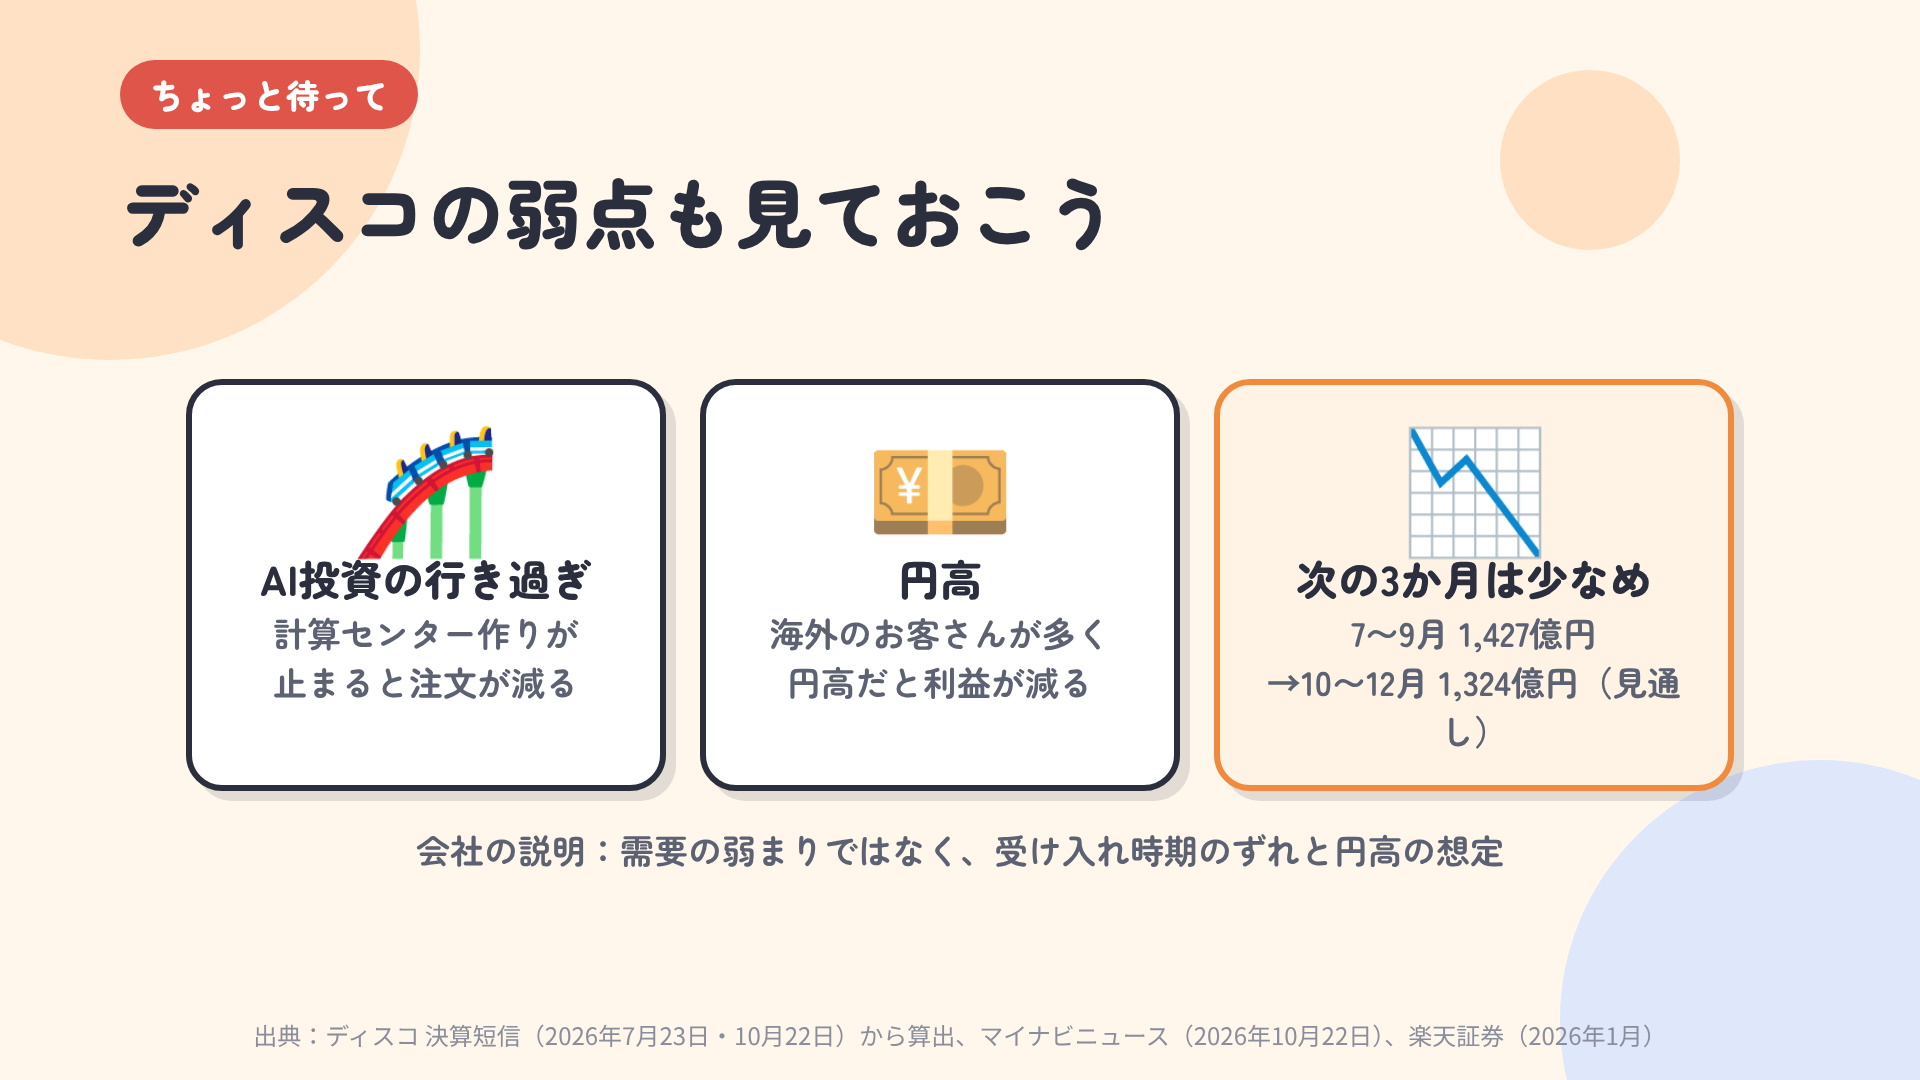 ちょっと待って
ディスコの弱点も見ておこう
AI投資の行き過ぎ
計算センター作りが
止まると注文が減る
¥
円高
海外のお客さんが多く
円高だと利益が減る
次の3か月は少なめ
7〜9月 1,427億円
→10〜12月 1,324億円（見通
し）
会社の説明：需要の弱まりではなく、受け入れ時期のずれと円高の想定
出典：ディスコ 決算短信（2026年7月23日・10月22日）から算出、マイナビニュース（2026年10月22日）、楽天証券（2026年1月）